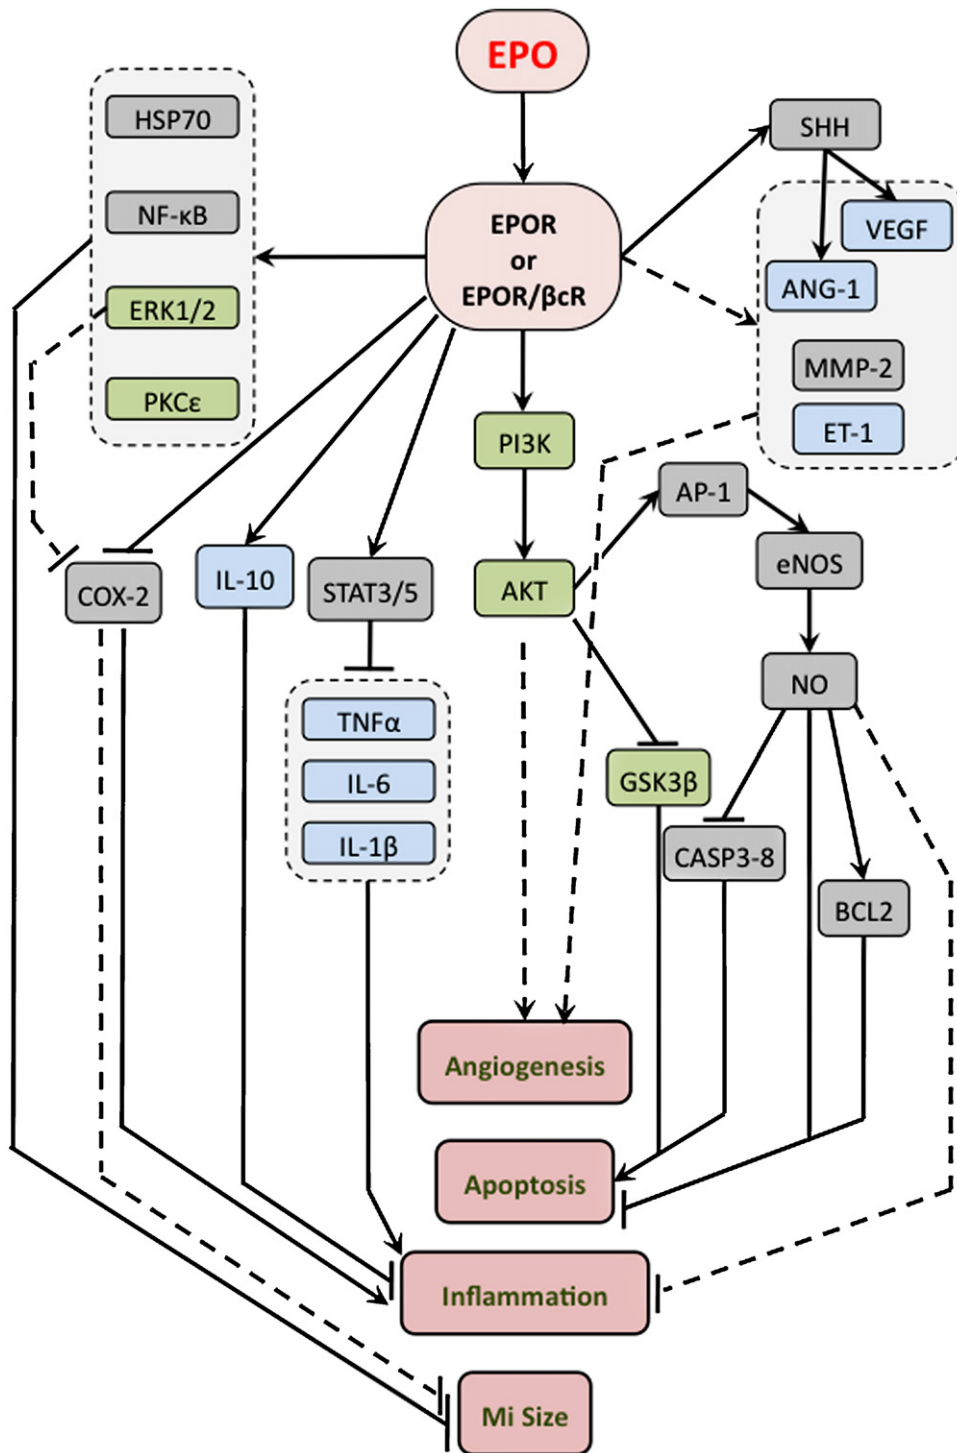 EPO
HSP70
NF-κB
ERK1/2
PKCε
EPOR
or
EPOR/βcR
SHH
VEGF
ANG-1
MMP-2
ET-1
PI3K
AP-1
AKT
eNOS
NO
COX-2
IL-10
STAT3/5
TNFα
IL-6
IL-1β
GSK3β
CASP3-8
BCL2
Angiogenesis
Apoptosis
Inflammation
Mi Size